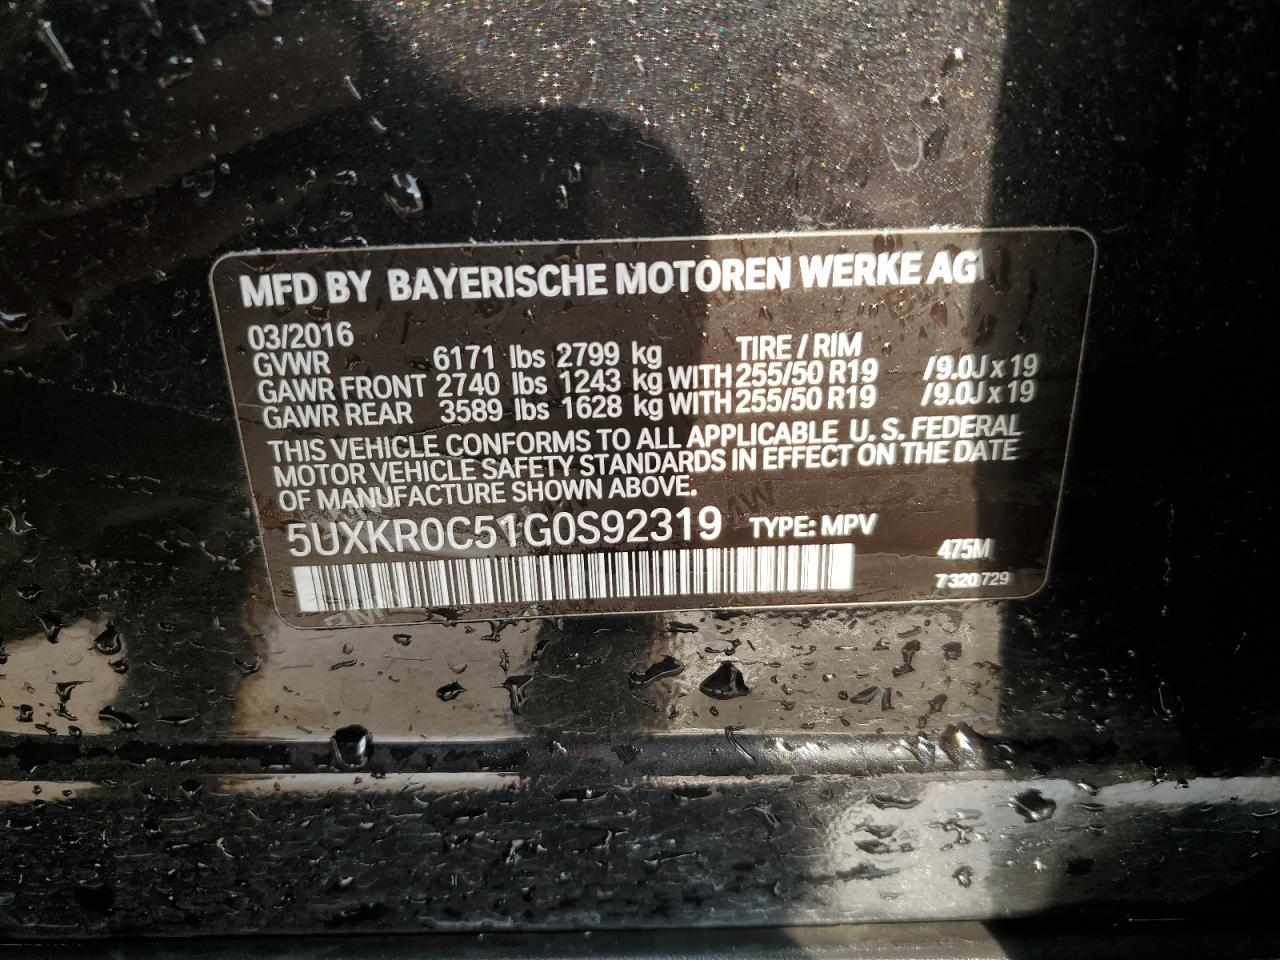 MFD BY BAYERISCHE MOTOREN WERKE AG
03/2016 TIRE / RIM
GVWR 6171 lbs 2799 kg
GAWR FRONT 2740 lbs 1243 kg WITH 255/50 R19 /9.0J x 19
GAWR REAR 3589 lbs 1628 kg WITH 255/50 R19 /9.0J x 19
THIS VEHICLE CONFORMS TO ALL APPLICABLE U.S. FEDERAL
MOTOR VEHICLE SAFETY STANDARDS IN EFFECT ON THE DATE
OF MANUFACTURE SHOWN ABOVE.
5UXKR0C51G0S92319 TYPE: MPV
475M
7 320 729